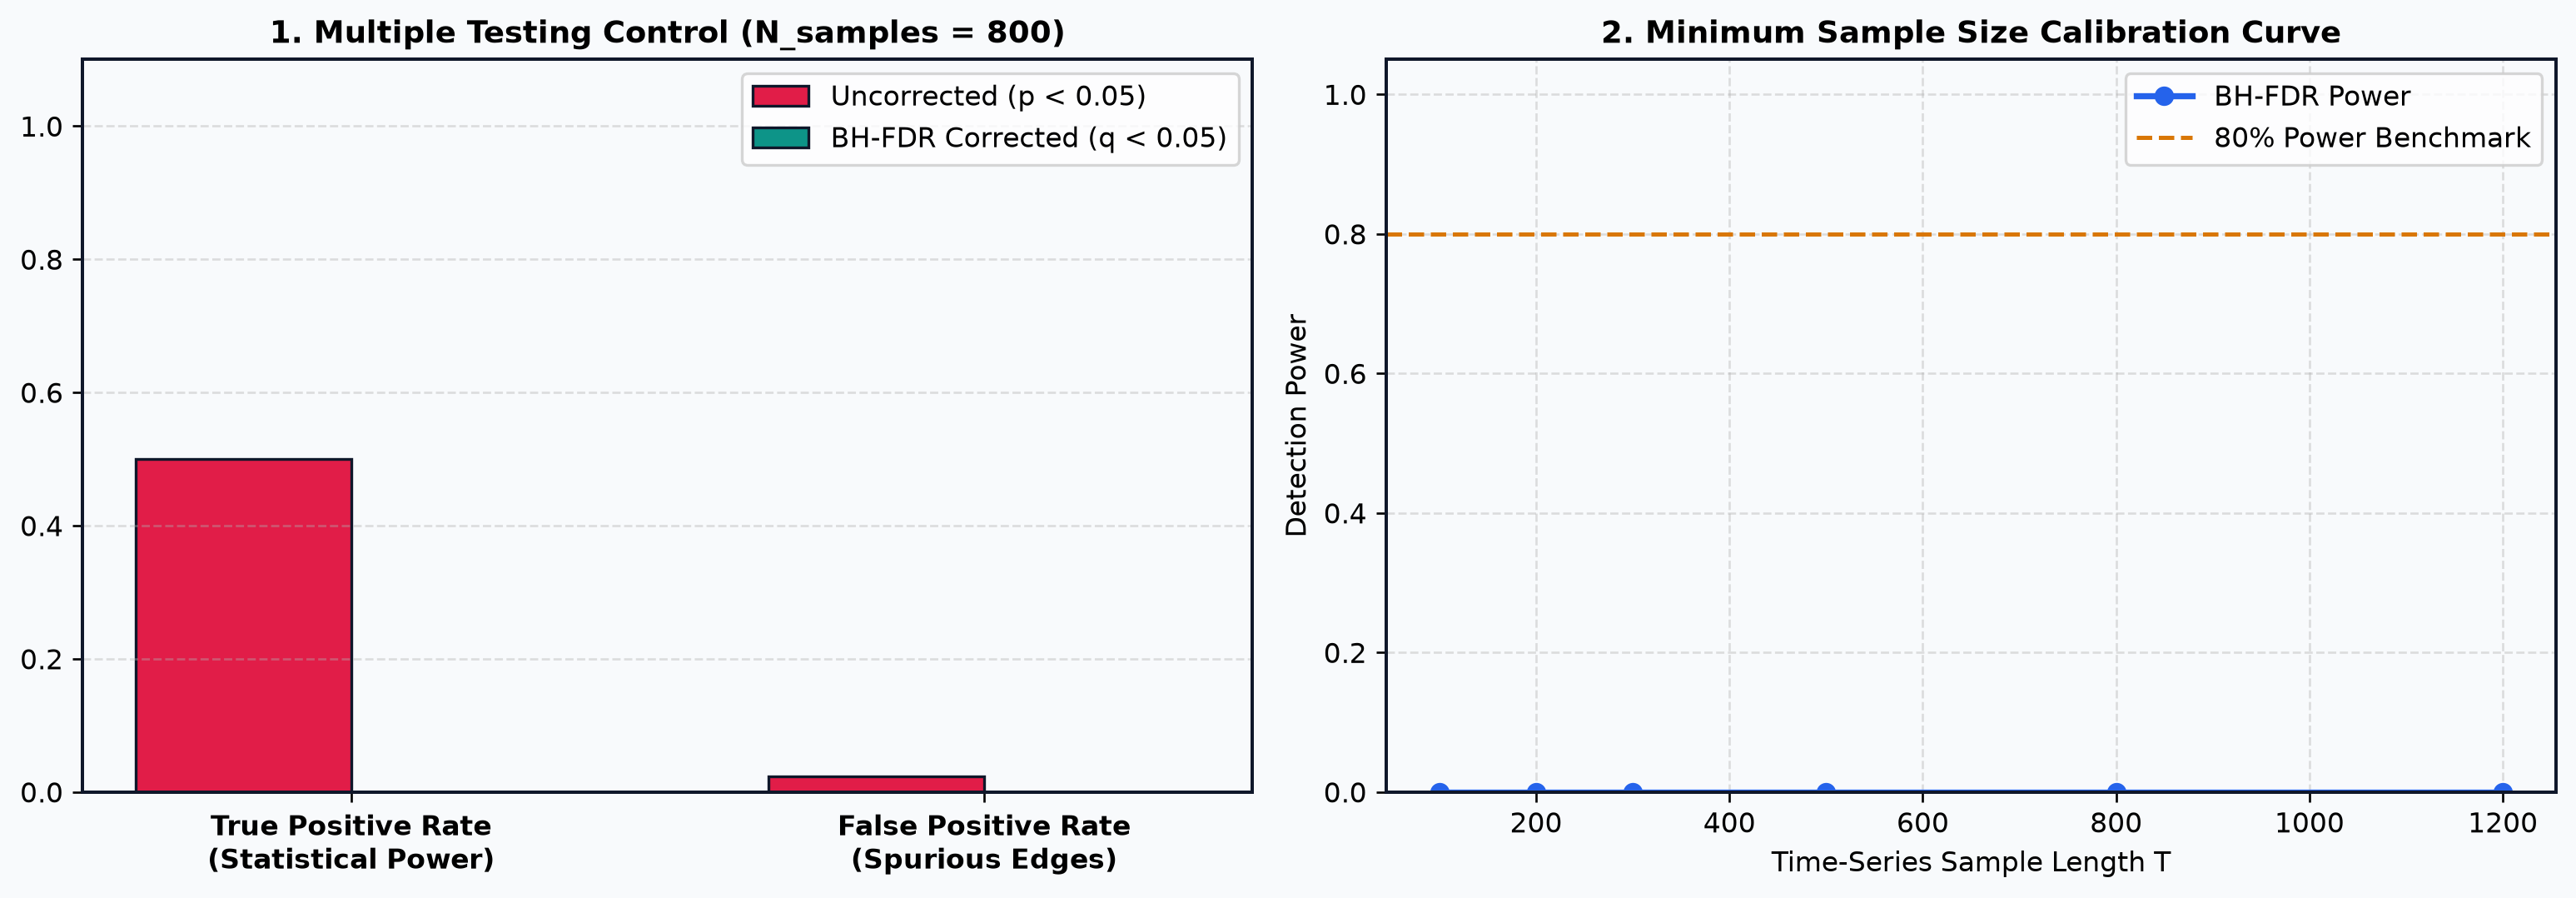 1. Multiple Testing Control (N_samples = 800)
Uncorrected (p < 0.05)
BH-FDR Corrected (q < 0.05)
1.0
0.8
0.6
0.4
0.2
0.0
True Positive Rate
(Statistical Power)
False Positive Rate
(Spurious Edges)
2. Minimum Sample Size Calibration Curve
BH-FDR Power
80% Power Benchmark
Detection Power
1.0
0.8
0.6
0.4
0.2
0.0
200 400 600 800 1000 1200
Time-Series Sample Length T